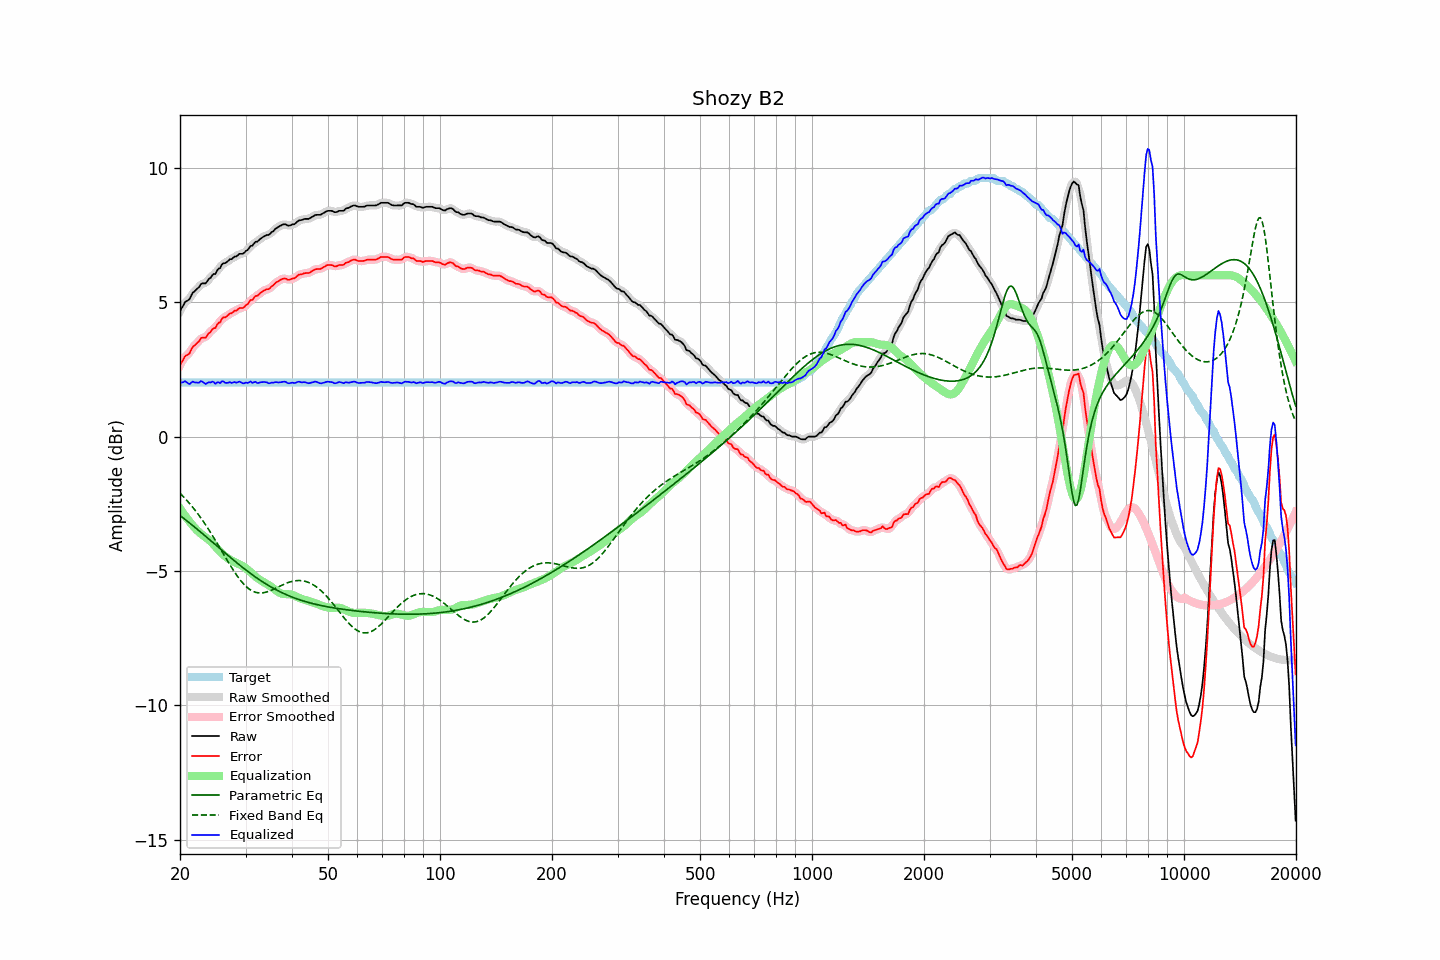 Shozy B2
Amplitude (dBr)
10
5
0
−5
−10
−15
Target
Raw Smoothed
Error Smoothed
Raw
Error
Equalization
Parametric Eq
Fixed Band Eq
Equalized
20 50 100 200 500 1000 2000 5000 10000 20000
Frequency (Hz)